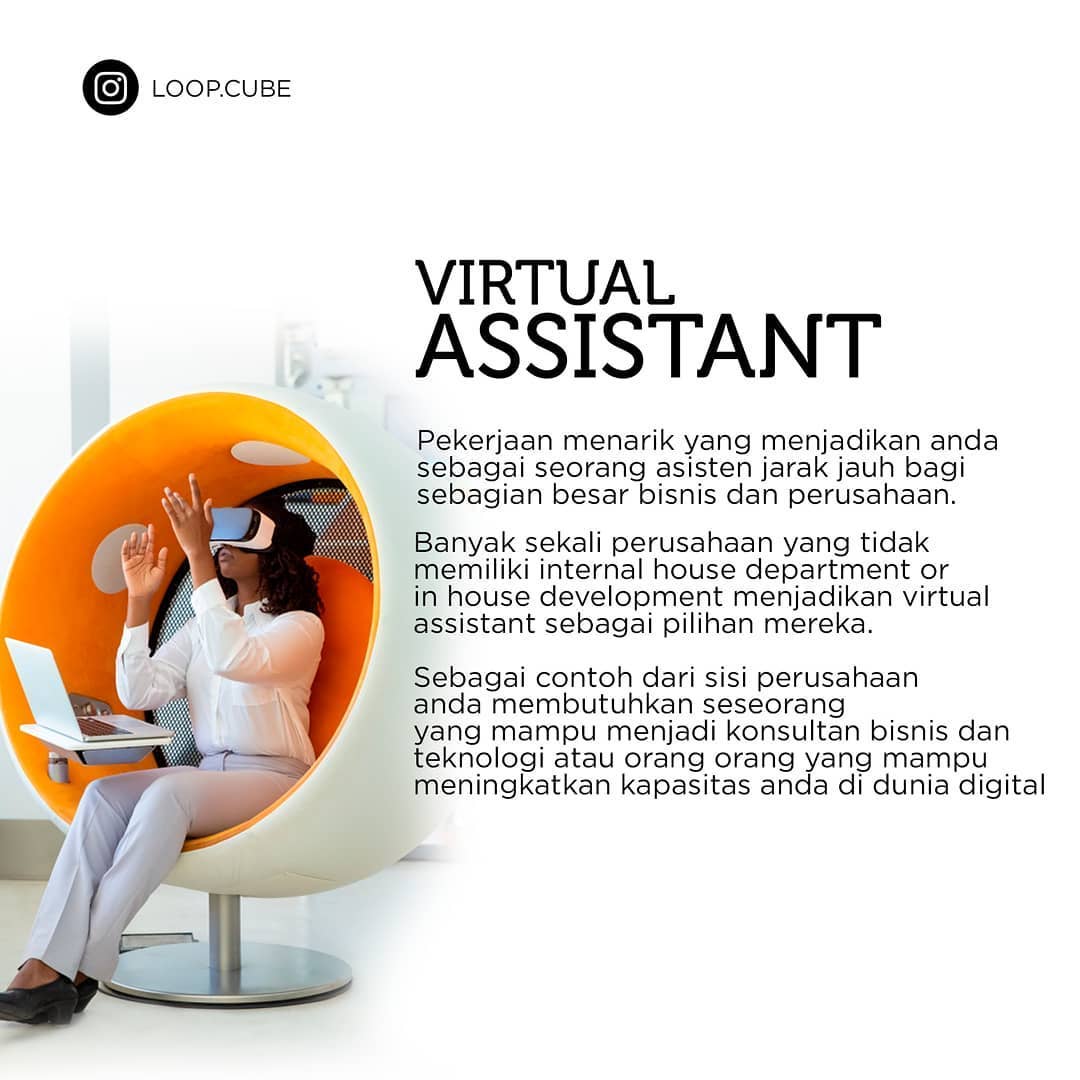 LOOP.CUBE
VIRTUAL
ASSISTANT
Pekerjaan menarik yang menjadikan anda
sebagai seorang asisten jarak jauh bagi
sebagian besar bisnis dan perusahaan.
Banyak sekali perusahaan yang tidak
memiliki internal house department or
in house development menjadikan virtual
assistant sebagai pilihan mereka.
Sebagai contoh dari sisi perusahaan
anda membutuhkan seseorang
yang mampu menjadi konsultan bisnis dan
teknologi atau orang orang yang mampu
meningkatkan kapasitas anda di dunia digital